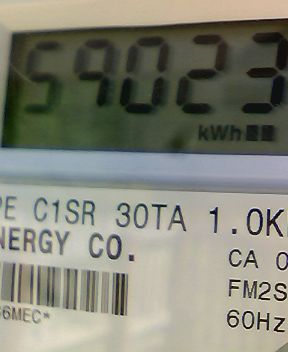 59023
kWh
PE C1SR 30TA 1.0K
NERGY CO.
CA 0
FM2S
6MEC*
60Hz